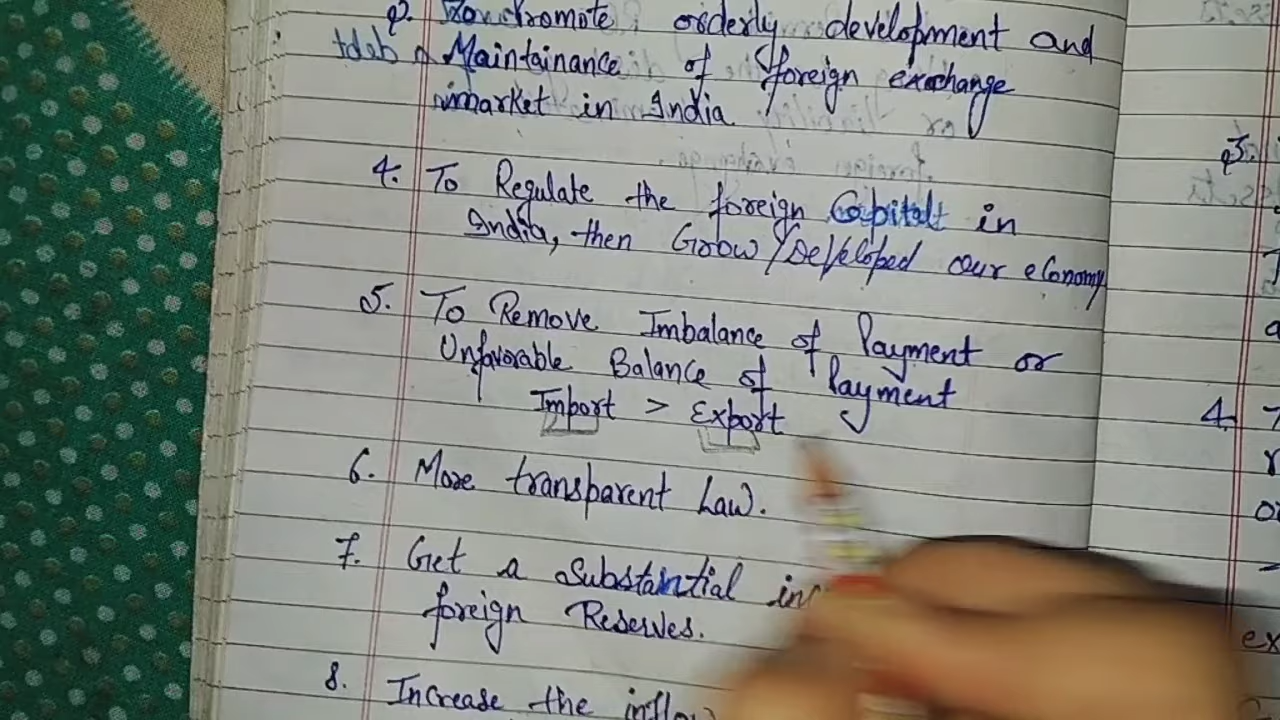 orderly development and
Maintainance of foreign exchange
market in India
4. To Regulate the foreign Capital in
India, then Grow/Developed our economy
5. To Remove Imbalance of Payment or
Unfavorable Balance of Payment
Import > Export
6. More transparent Law.
7. Get a Substaintial
foreign Reserves.
8. Increase the
4.